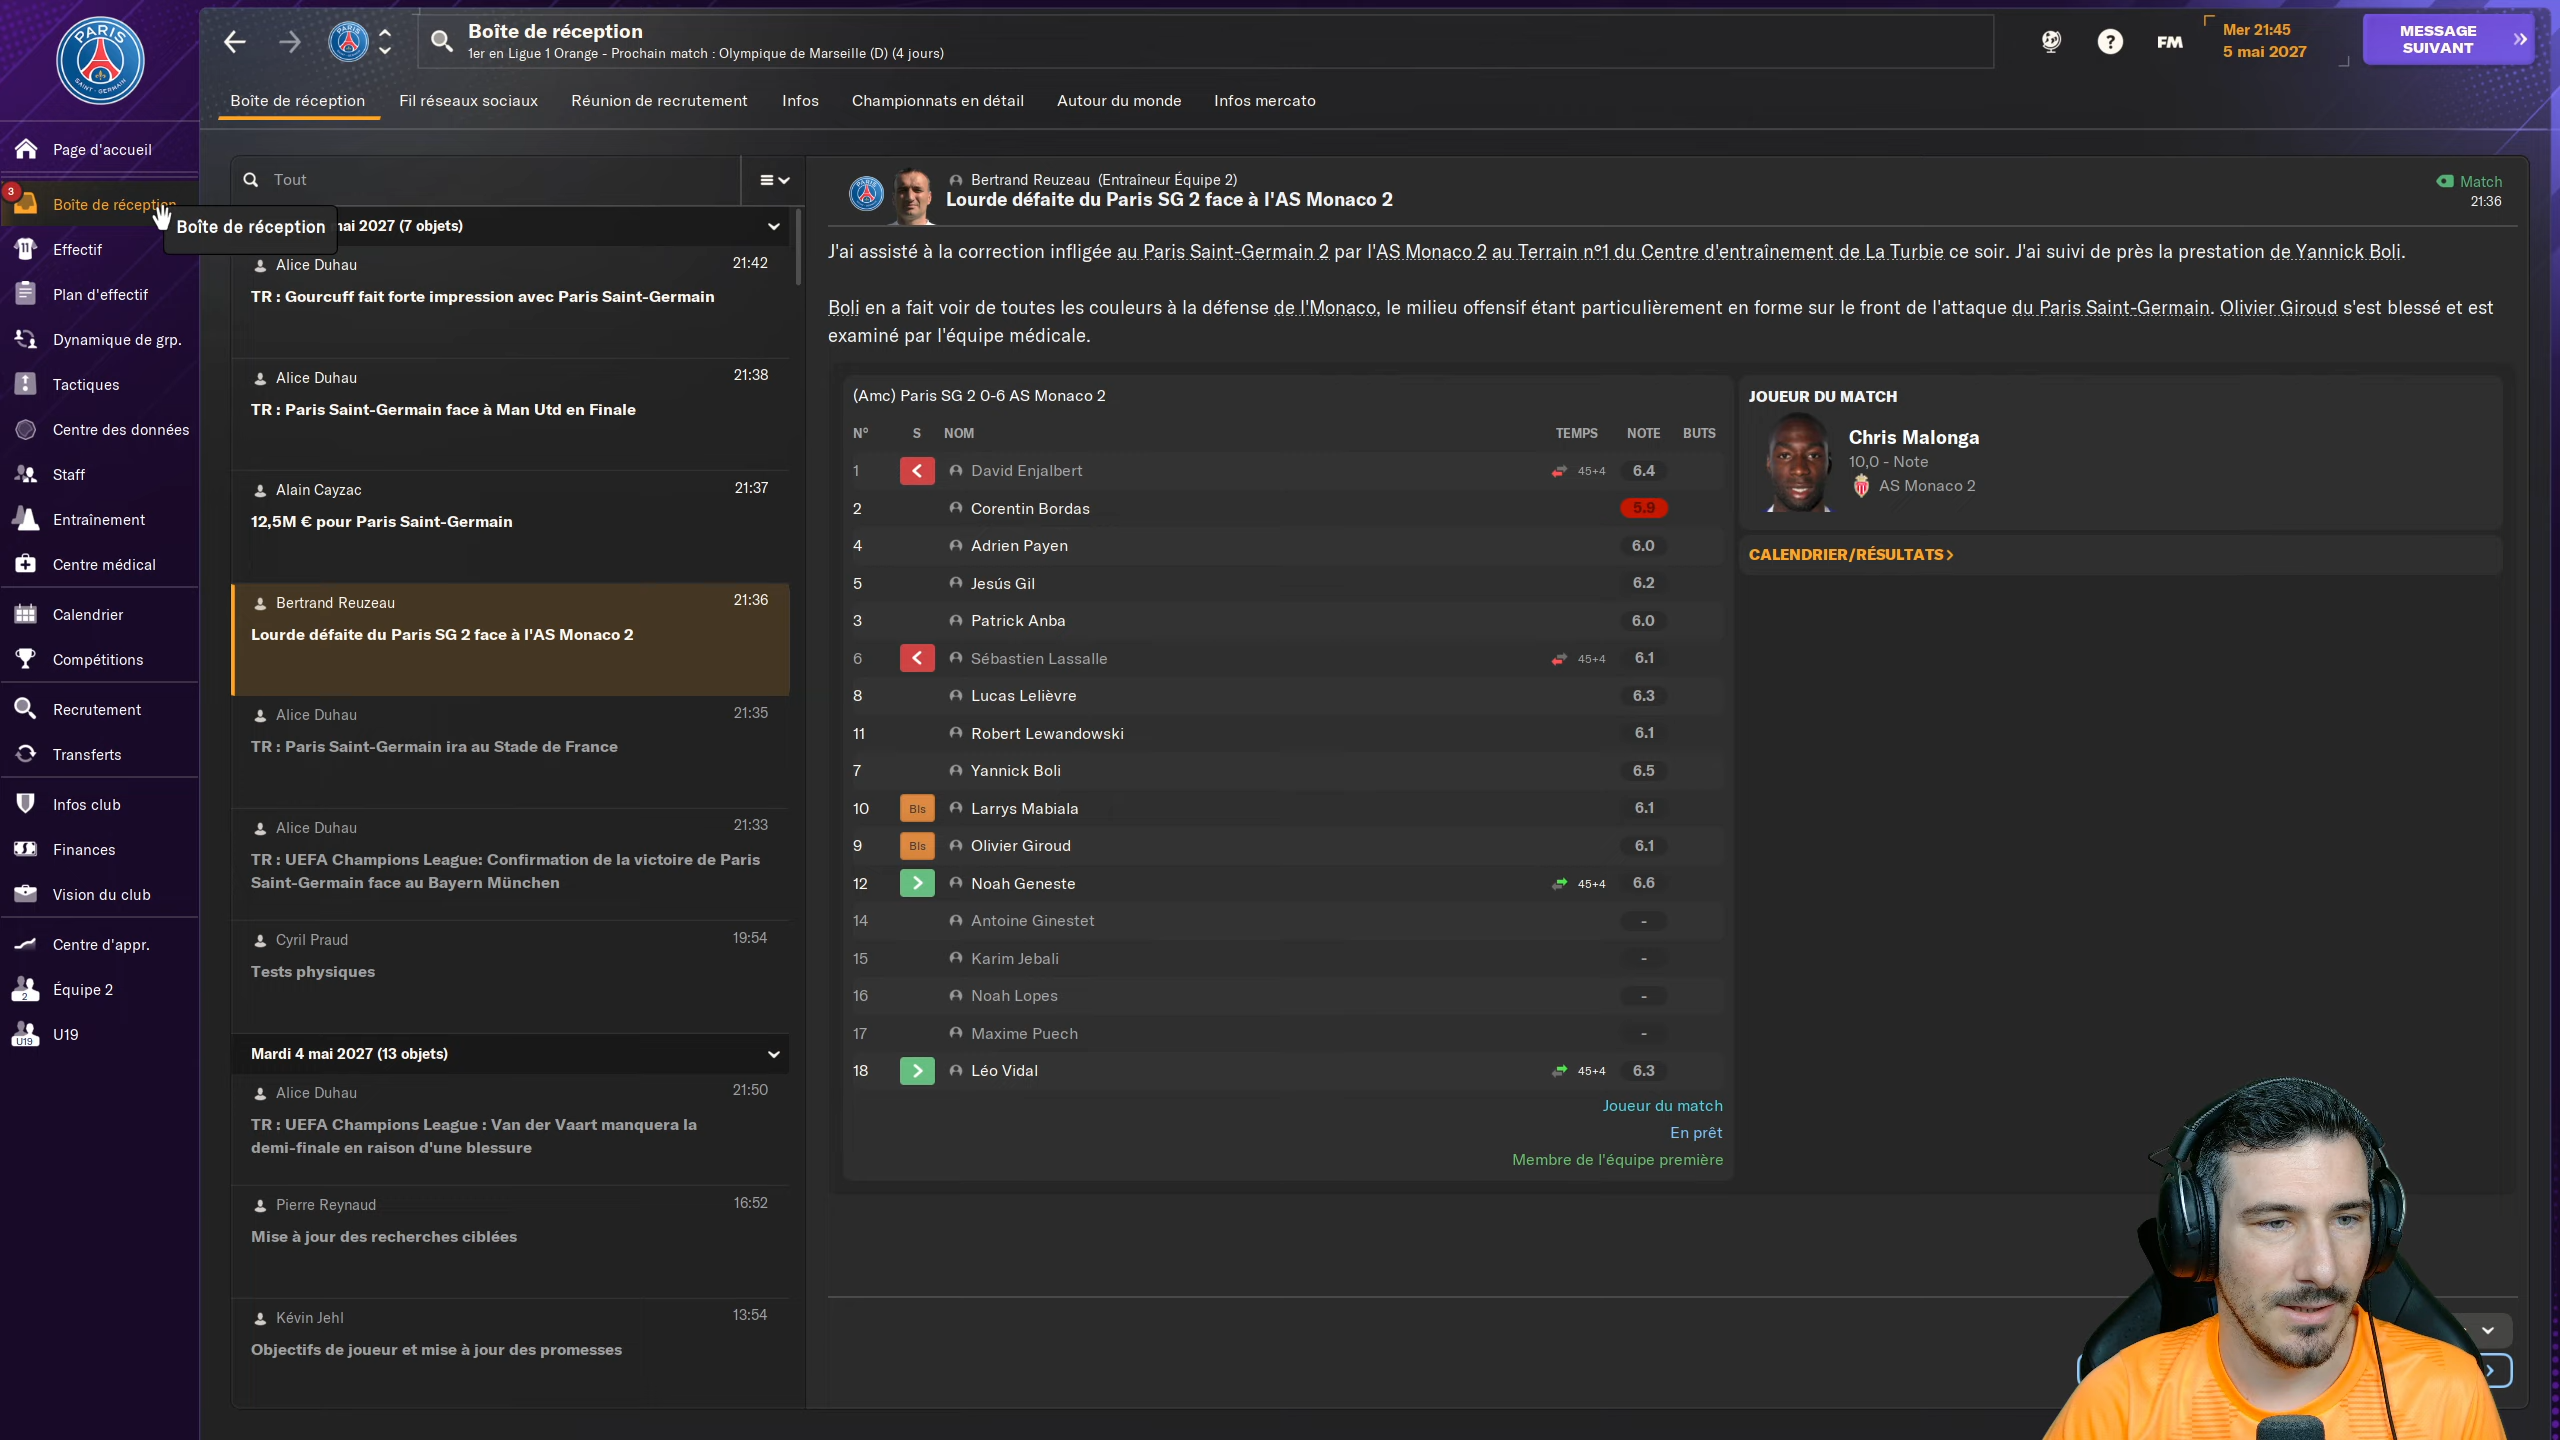 Boîte de réception
1er en Ligue 1 Orange - Prochain match : Olympique de Marseille (D) (4 jours)
FM
Mer 21:45
5 mai 2027
MESSAGE
SUIVANT
Boîte de réception
Fil réseaux sociaux
Réunion de recrutement
Infos
Championnats en détail
Autour du monde
Infos mercato
PARIS
SAINT - GERMAIN
Page d'accueil
3
Boîte de réception
Boîte de réception
Effectif
Plan d'effectif
Dynamique de grp.
Tactiques
Centre des données
Staff
Entraînement
Centre médical
Calendrier
Compétitions
Recrutement
Transferts
Infos club
Finances
Vision du club
Centre d'appr.
2
Équipe 2
U19
U19
Tout
mai 2027 (7 objets)
Alice Duhau
21:42
TR : Gourcuff fait forte impression avec Paris Saint-Germain
Alice Duhau
21:38
TR : Paris Saint-Germain face à Man Utd en Finale
Alain Cayzac
21:37
12,5M € pour Paris Saint-Germain
Bertrand Reuzeau
21:36
Lourde défaite du Paris SG 2 face à l'AS Monaco 2
Alice Duhau
21:35
TR : Paris Saint-Germain ira au Stade de France
Alice Duhau
21:33
TR : UEFA Champions League: Confirmation de la victoire de Paris
Saint-Germain face au Bayern München
Cyril Praud
19:54
Tests physiques
Mardi 4 mai 2027 (13 objets)
Alice Duhau
21:50
TR : UEFA Champions League : Van der Vaart manquera la
demi-finale en raison d'une blessure
Pierre Reynaud
16:52
Mise à jour des recherches ciblées
Kévin Jehl
13:54
Objectifs de joueur et mise à jour des promesses
Bertrand Reuzeau (Entraîneur Équipe 2)
Lourde défaite du Paris SG 2 face à l'AS Monaco 2
Match
21:36
J'ai assisté à la correction infligée au Paris Saint-Germain 2 par l'AS Monaco 2 au Terrain n°1 du Centre d'entraînement de La Turbie ce soir. J'ai suivi de près la prestation de Yannick Boli.
Boli en a fait voir de toutes les couleurs à la défense de l'Monaco, le milieu offensif étant particulièrement en forme sur le front de l'attaque du Paris Saint-Germain. Olivier Giroud s'est blessé et est
examiné par l'équipe médicale.
(Amc) Paris SG 2 0-6 AS Monaco 2
N° S NOM TEMPS NOTE BUTS
1 David Enjalbert 45+4 6.4
2 Corentin Bordas 5.9
4 Adrien Payen 6.0
5 Jesús Gil 6.2
3 Patrick Anba 6.0
6 Sébastien Lassalle 45+4 6.1
8 Lucas Lelièvre 6.3
11 Robert Lewandowski 6.1
7 Yannick Boli 6.5
10 Bls Larrys Mabiala 6.1
9 Bls Olivier Giroud 6.1
12 Noah Geneste 45+4 6.6
14 Antoine Ginestet -
15 Karim Jebali -
16 Noah Lopes -
17 Maxime Puech -
18 Léo Vidal 45+4 6.3
Joueur du match
En prêt
Membre de l'équipe première
JOUEUR DU MATCH
Chris Malonga
10,0 - Note
AS Monaco 2
CALENDRIER/RÉSULTATS>